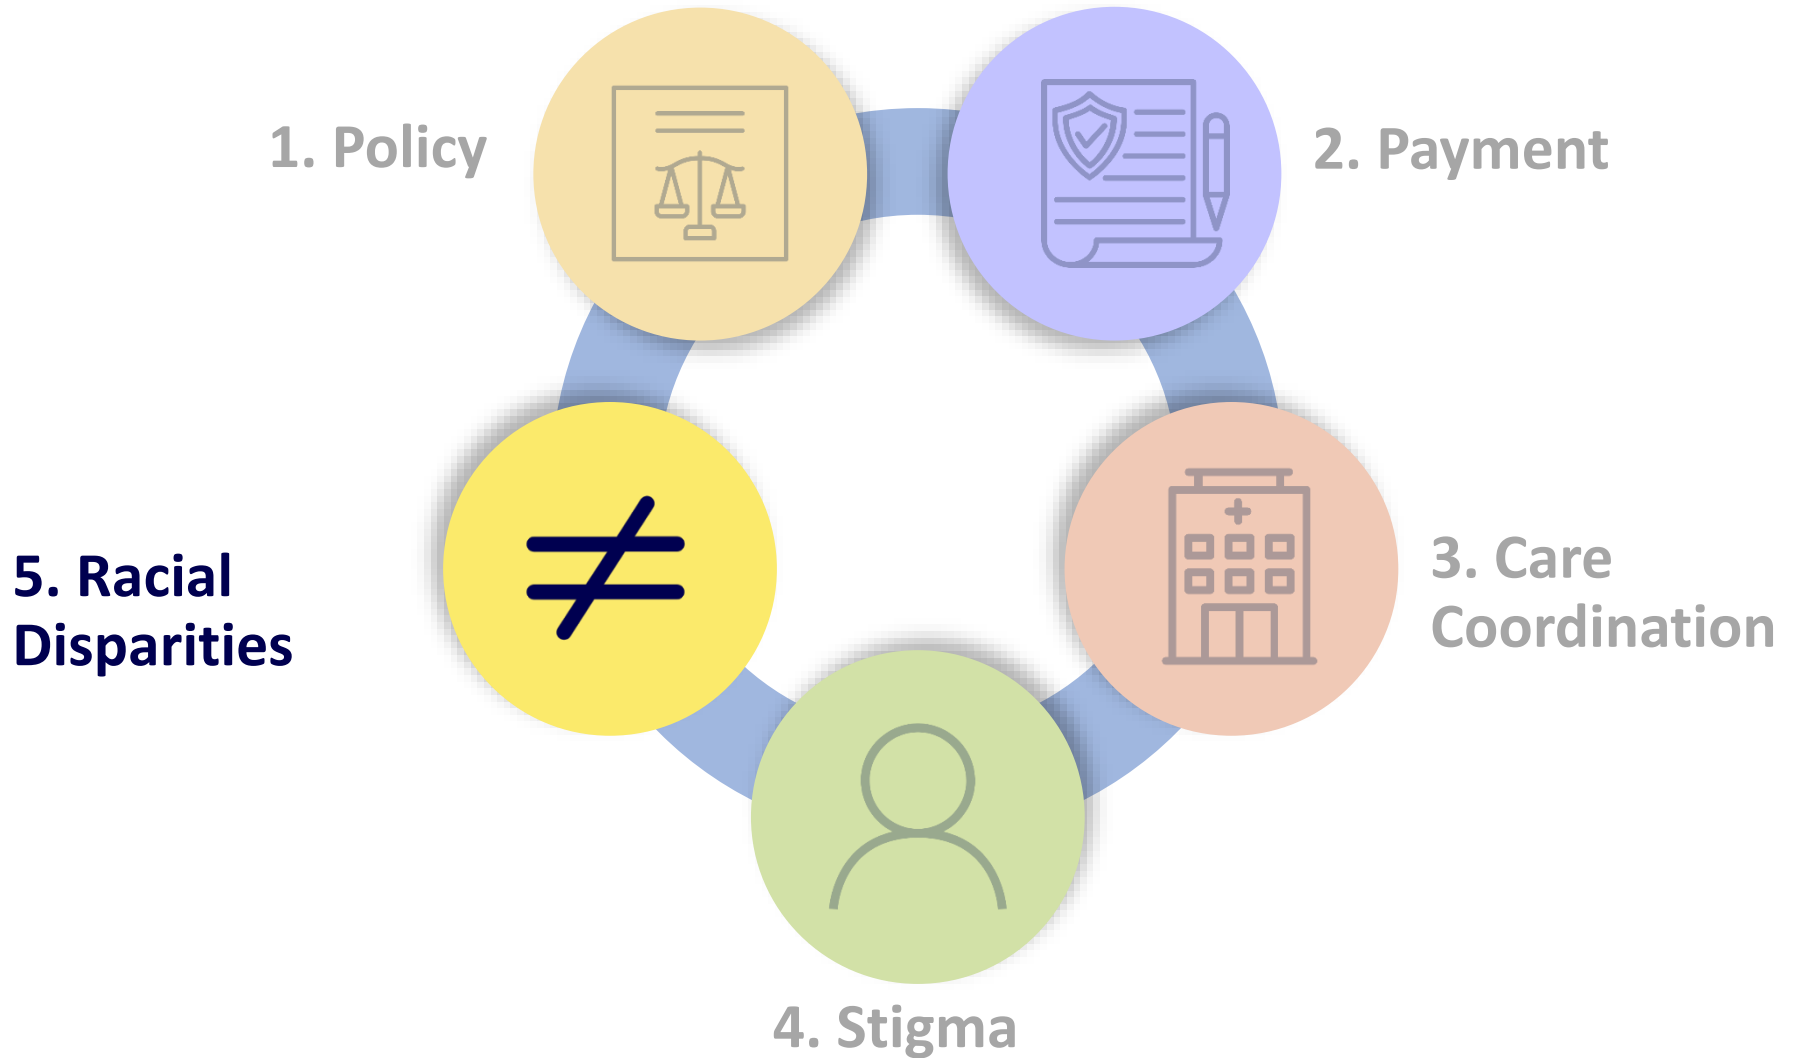 1. Policy
2. Payment
3. Care
Coordination
4. Stigma
5. Racial
Disparities